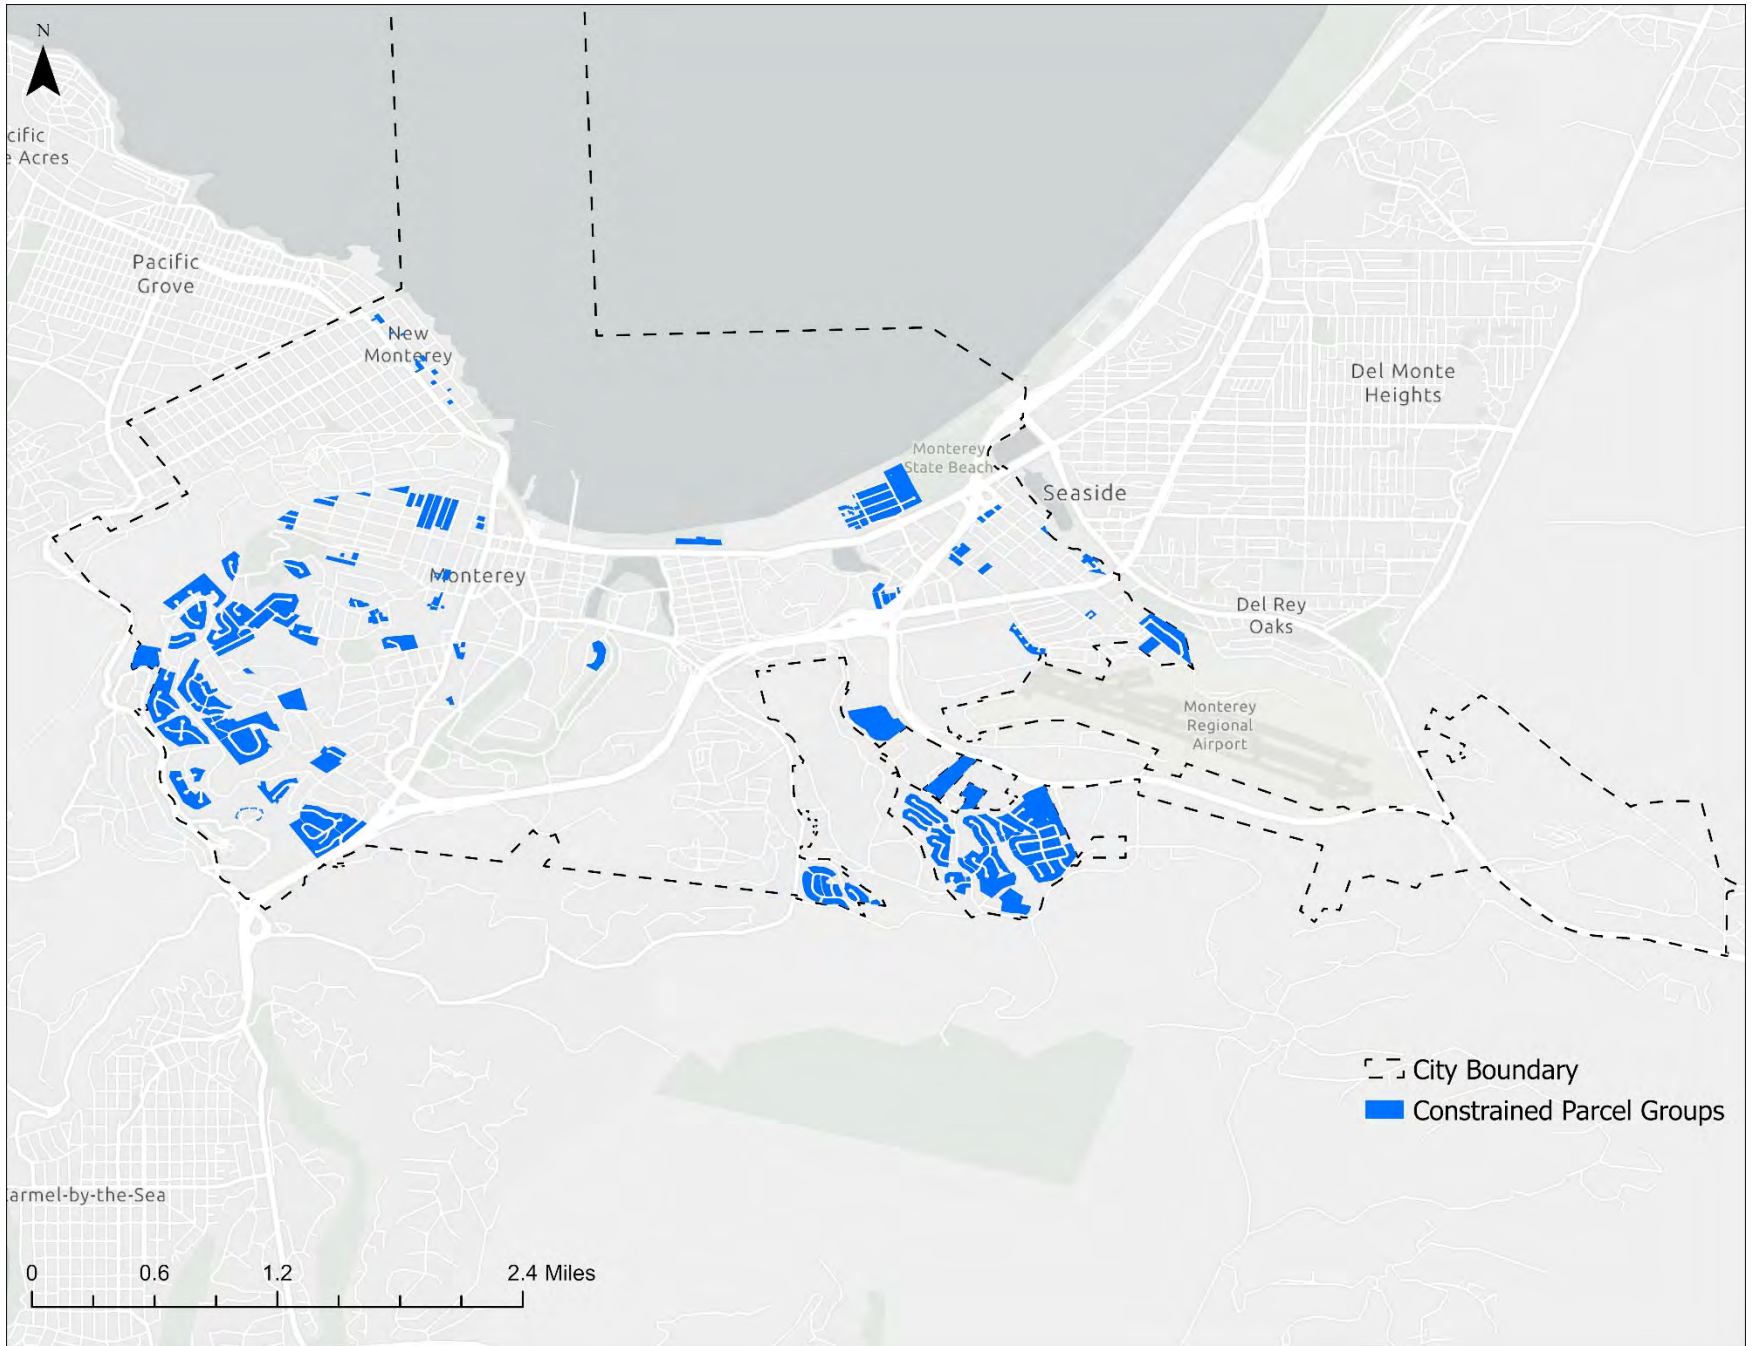 N
cific
e Acres
Pacific
Grove
New
Monterey
Del Monte
Heights
Monterey
State Beach
Seaside
Monterey
Del Rey
Oaks
Monterey
Regional
Airport
City Boundary
Constrained Parcel Groups
armel-by-the-Sea
0 0.6 1.2 2.4 Miles